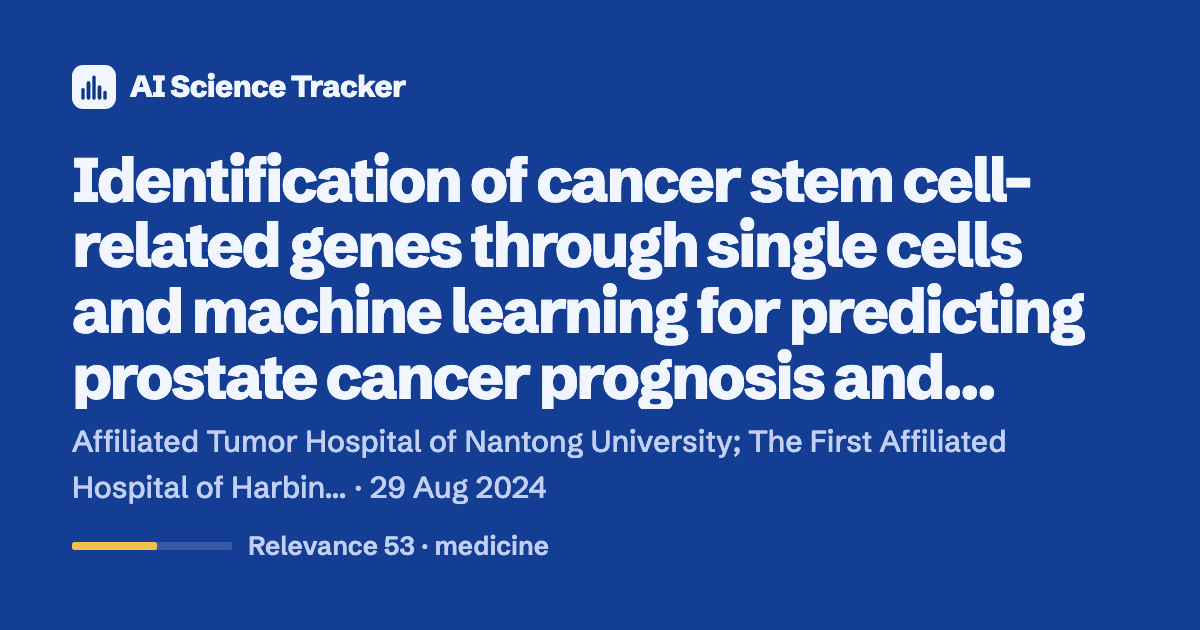 AI Science Tracker
Identification of cancer stem cell-
related genes through single cells
and machine learning for predicting
prostate cancer prognosis and...
Affiliated Tumor Hospital of Nantong University; The First Affiliated
Hospital of Harbin... · 29 Aug 2024
Relevance 53 · medicine